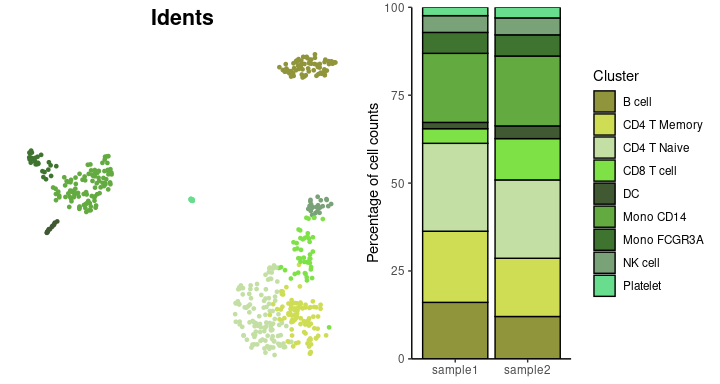 Idents
100
75
50
25
0
Percentage of cell counts
sample1
sample2
Cluster
B cell
CD4 T Memory
CD4 T Naive
CD8 T cell
DC
Mono CD14
Mono FCGR3A
NK cell
Platelet